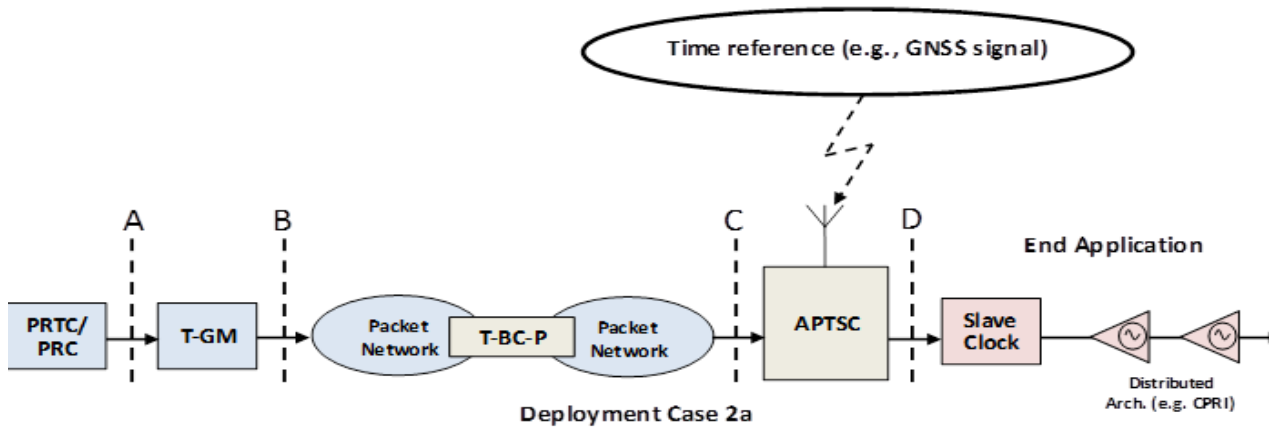 Time reference (e.g., GNSS signal)
A
B
C
D
End Application
PRTC/
PRC
T-GM
Packet
Network
T-BC-P
Packet
Network
APTSC
Slave
Clock
Distributed
Arch. (e.g. CPRI)
Deployment Case 2a